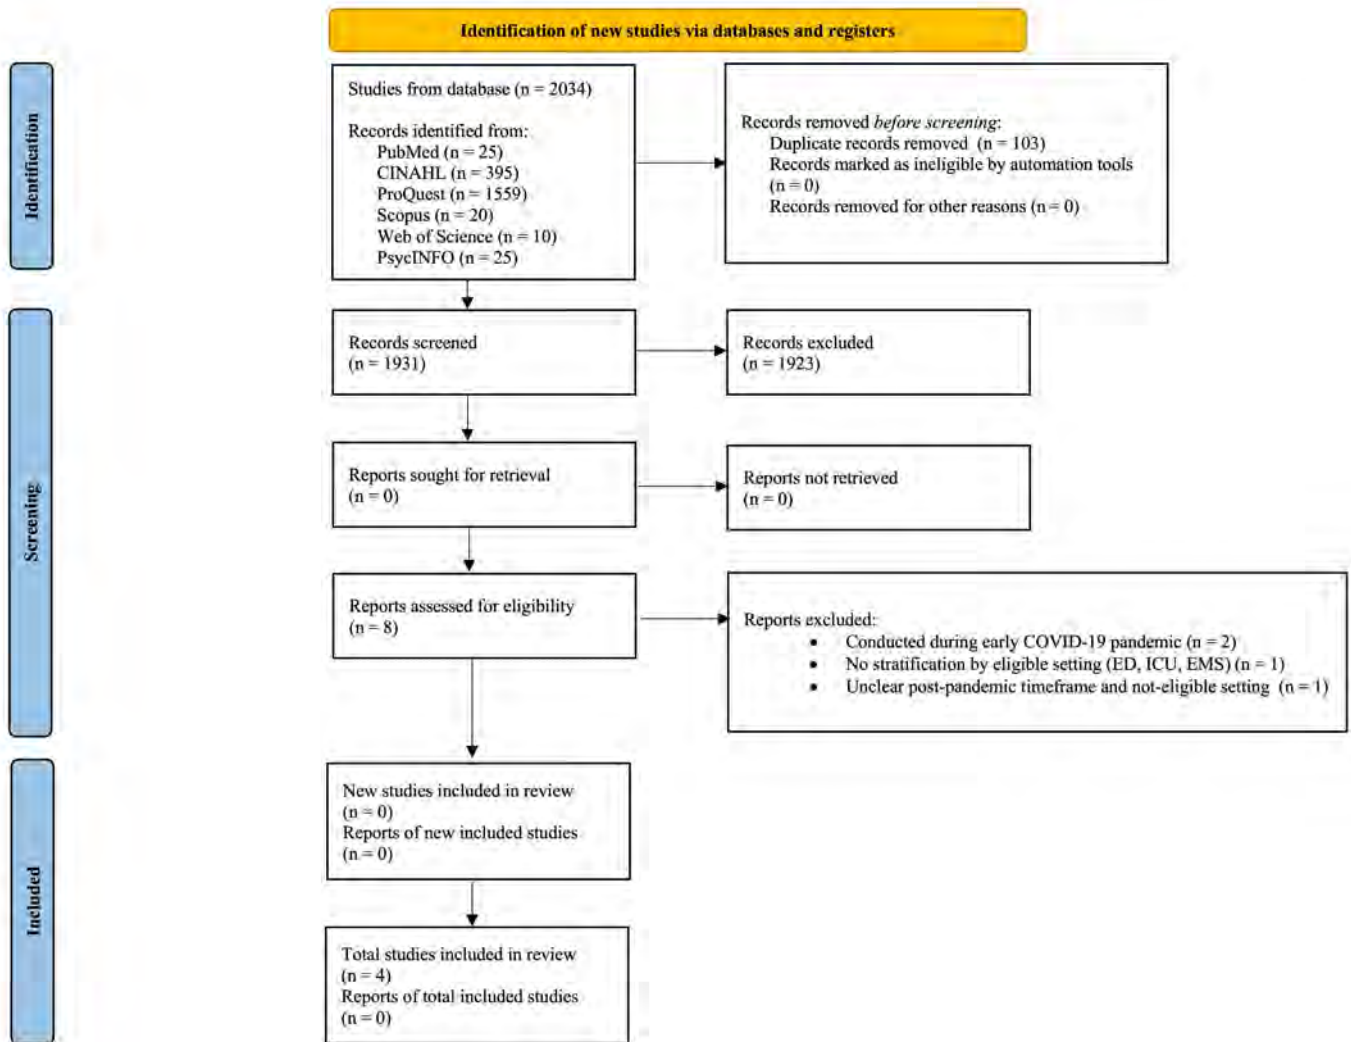 Identification of new studies via databases and registers
Identification
Studies from database (n = 2034)
Records identified from:
PubMed (n = 25)
CINAHL (n = 395)
ProQuest (n = 1559)
Scopus (n = 20)
Web of Science (n = 10)
PsycINFO (n = 25)
Records removed before screening:
Duplicate records removed (n = 103)
Records marked as ineligible by automation tools
(n = 0)
Records removed for other reasons (n = 0)
Screening
Records screened
(n = 1931)
Records excluded
(n = 1923)
Reports sought for retrieval
(n = 0)
Reports not retrieved
(n = 0)
Reports assessed for eligibility
(n = 8)
Reports excluded:
• Conducted during early COVID-19 pandemic (n = 2)
• No stratification by eligible setting (ED, ICU, EMS) (n = 1)
• Unclear post-pandemic timeframe and not-eligible setting (n = 1)
Included
New studies included in review
(n = 0)
Reports of new included studies
(n = 0)
Total studies included in review
(n = 4)
Reports of total included studies
(n = 0)